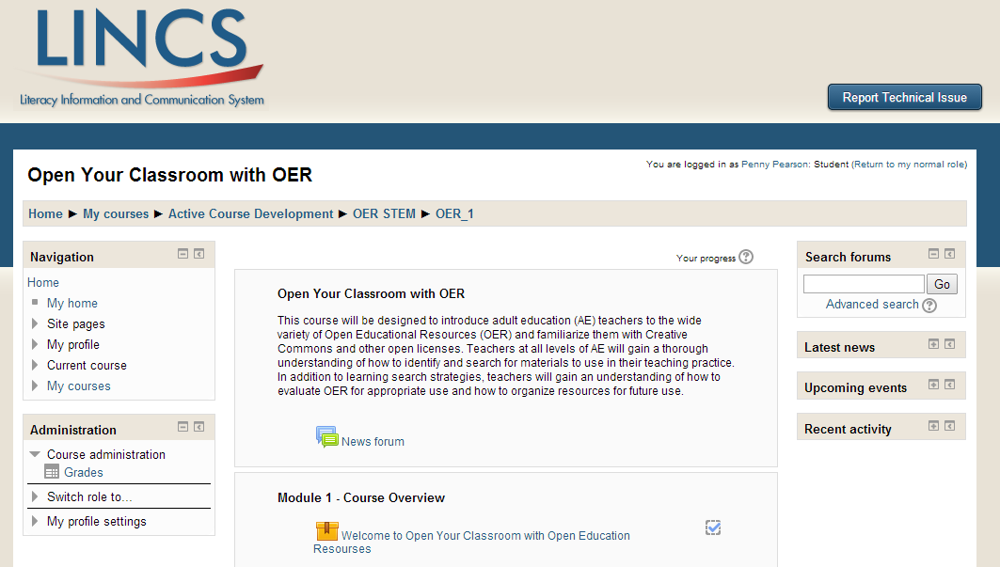 LINCS
Literacy Information and Communication System
Report Technical Issue
Open Your Classroom with OER
You are logged in as Penny Pearson: Student (Return to my normal role)
Home ► My courses ► Active Course Development ► OER STEM ► OER_1
Navigation
Home
My home
Site pages
My profile
Current course
My courses
Administration
Course administration
Grades
Switch role to...
My profile settings
Your progress ?
Open Your Classroom with OER
This course will be designed to introduce adult education (AE) teachers to the wide
variety of Open Educational Resources (OER) and familiarize them with Creative
Commons and other open licenses. Teachers at all levels of AE will gain a thorough
understanding of how to identify and search for materials to use in their teaching practice.
In addition to learning search strategies, teachers will gain an understanding of how to
evaluate OER for appropriate use and how to organize resources for future use.
News forum
Module 1 - Course Overview
Welcome to Open Your Classroom with Open Education
Resourses
Search forums
Go
Advanced search ?
Latest news
Upcoming events
Recent activity